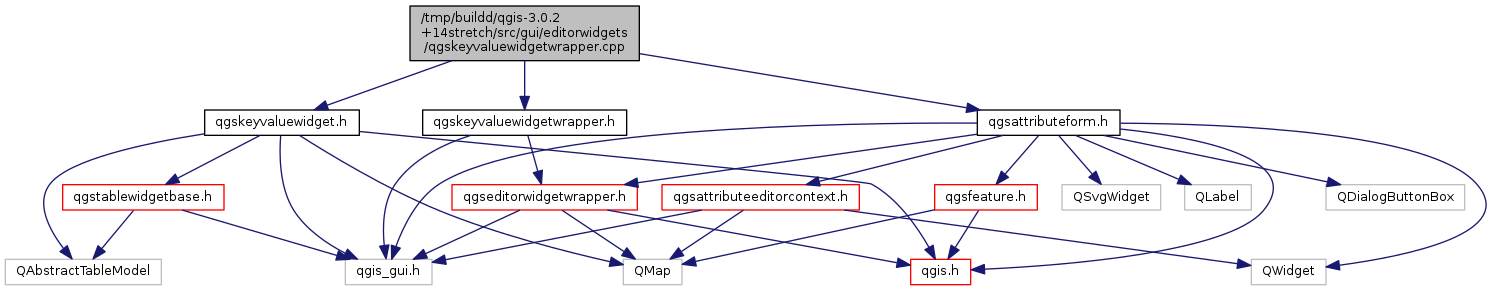 /tmp/buildd/qgis-3.0.2
+14stretch/src/gui/editorwidgets
/qgskeyvaluewidgetwrapper.cpp
qgskeyvaluewidget.h
qgskeyvaluewidgetwrapper.h
qgsattributeform.h
qgstablewidgetbase.h
qgseditorwidgetwrapper.h
qgsattributeeditorcontext.h
qgsfeature.h
QSvgWidget
QLabel
QDialogButtonBox
QAbstractTableModel
qgis_gui.h
QMap
qgis.h
QWidget